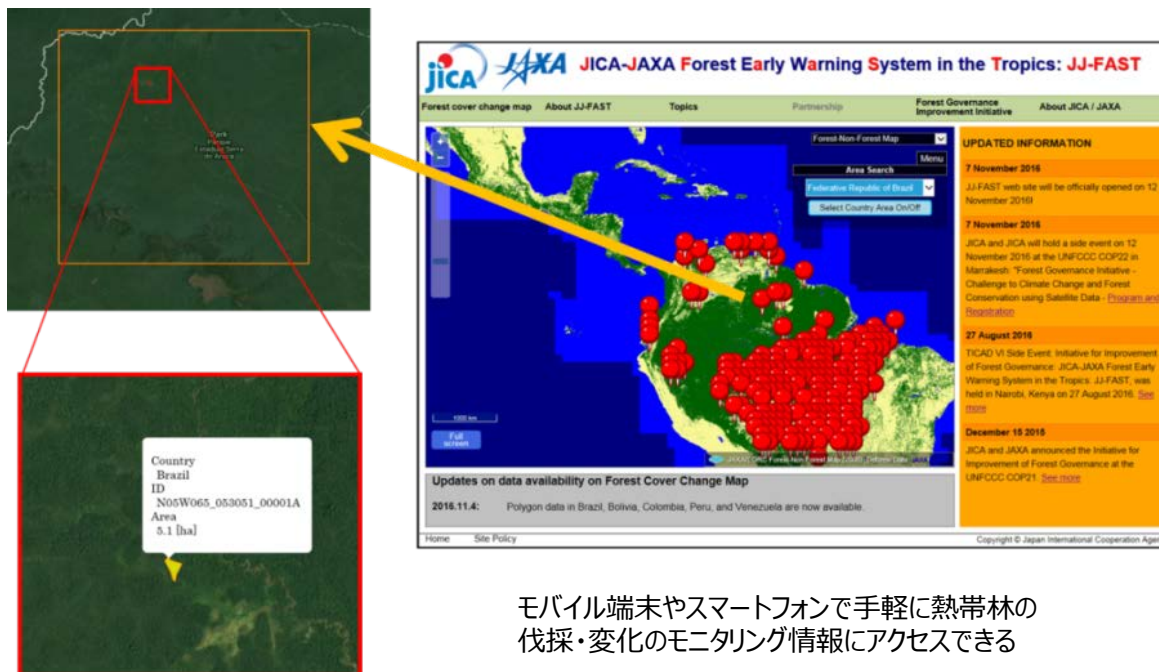 Park
Parque
Estadual Serra
do Aracá
Country
Brazil
ID
N05W065_053051_00001A
Area
5.1 [ha]
jICA JAXA JICA-JAXA Forest Early Warning System in the Tropics: JJ-FAST
Forest cover change map About JJ-FAST Topics Partnership Forest Governance Improvement Initiative About JICA / JAXA
Forest-Non-Forest Map
Menu
Area Search
Federative Republic of Brazil
Select Country Area On/Off
+
−
1000 km
Full
screen
UPDATED INFORMATION
7 November 2016
JJ-FAST web site will be officially opened on 12
November 2016!
7 November 2016
JICA and JICA will hold a side event on 12
November 2016 at the UNFCCC COP22 in
Marrakesh: "Forest Governance Initiative -
Challenge to Climate Change and Forest
Conservation using Satellite Data - Program and
Registration
27 August 2016
TICAD VI Side Event: Initiative for Improvement
of Forest Governance: JICA-JAXA Forest Early
Warning System in the Tropics: JJ-FAST, was
held in Nairobi, Kenya on 27 August 2016. See
more
December 15 2015
JICA and JAXA announced the Initiative for
Improvement of Forest Governance at the
UNFCCC COP21. See more
Updates on data availability on Forest Cover Change Map
2016.11.4: Polygon data in Brazil, Bolivia, Colombia, Peru, and Venezuela are now available.
Home Site Policy
Copyright © Japan International Cooperation Agen
モバイル端末やスマートフォンで手軽に熱帯林の
伐採・変化のモニタリング情報にアクセスできる